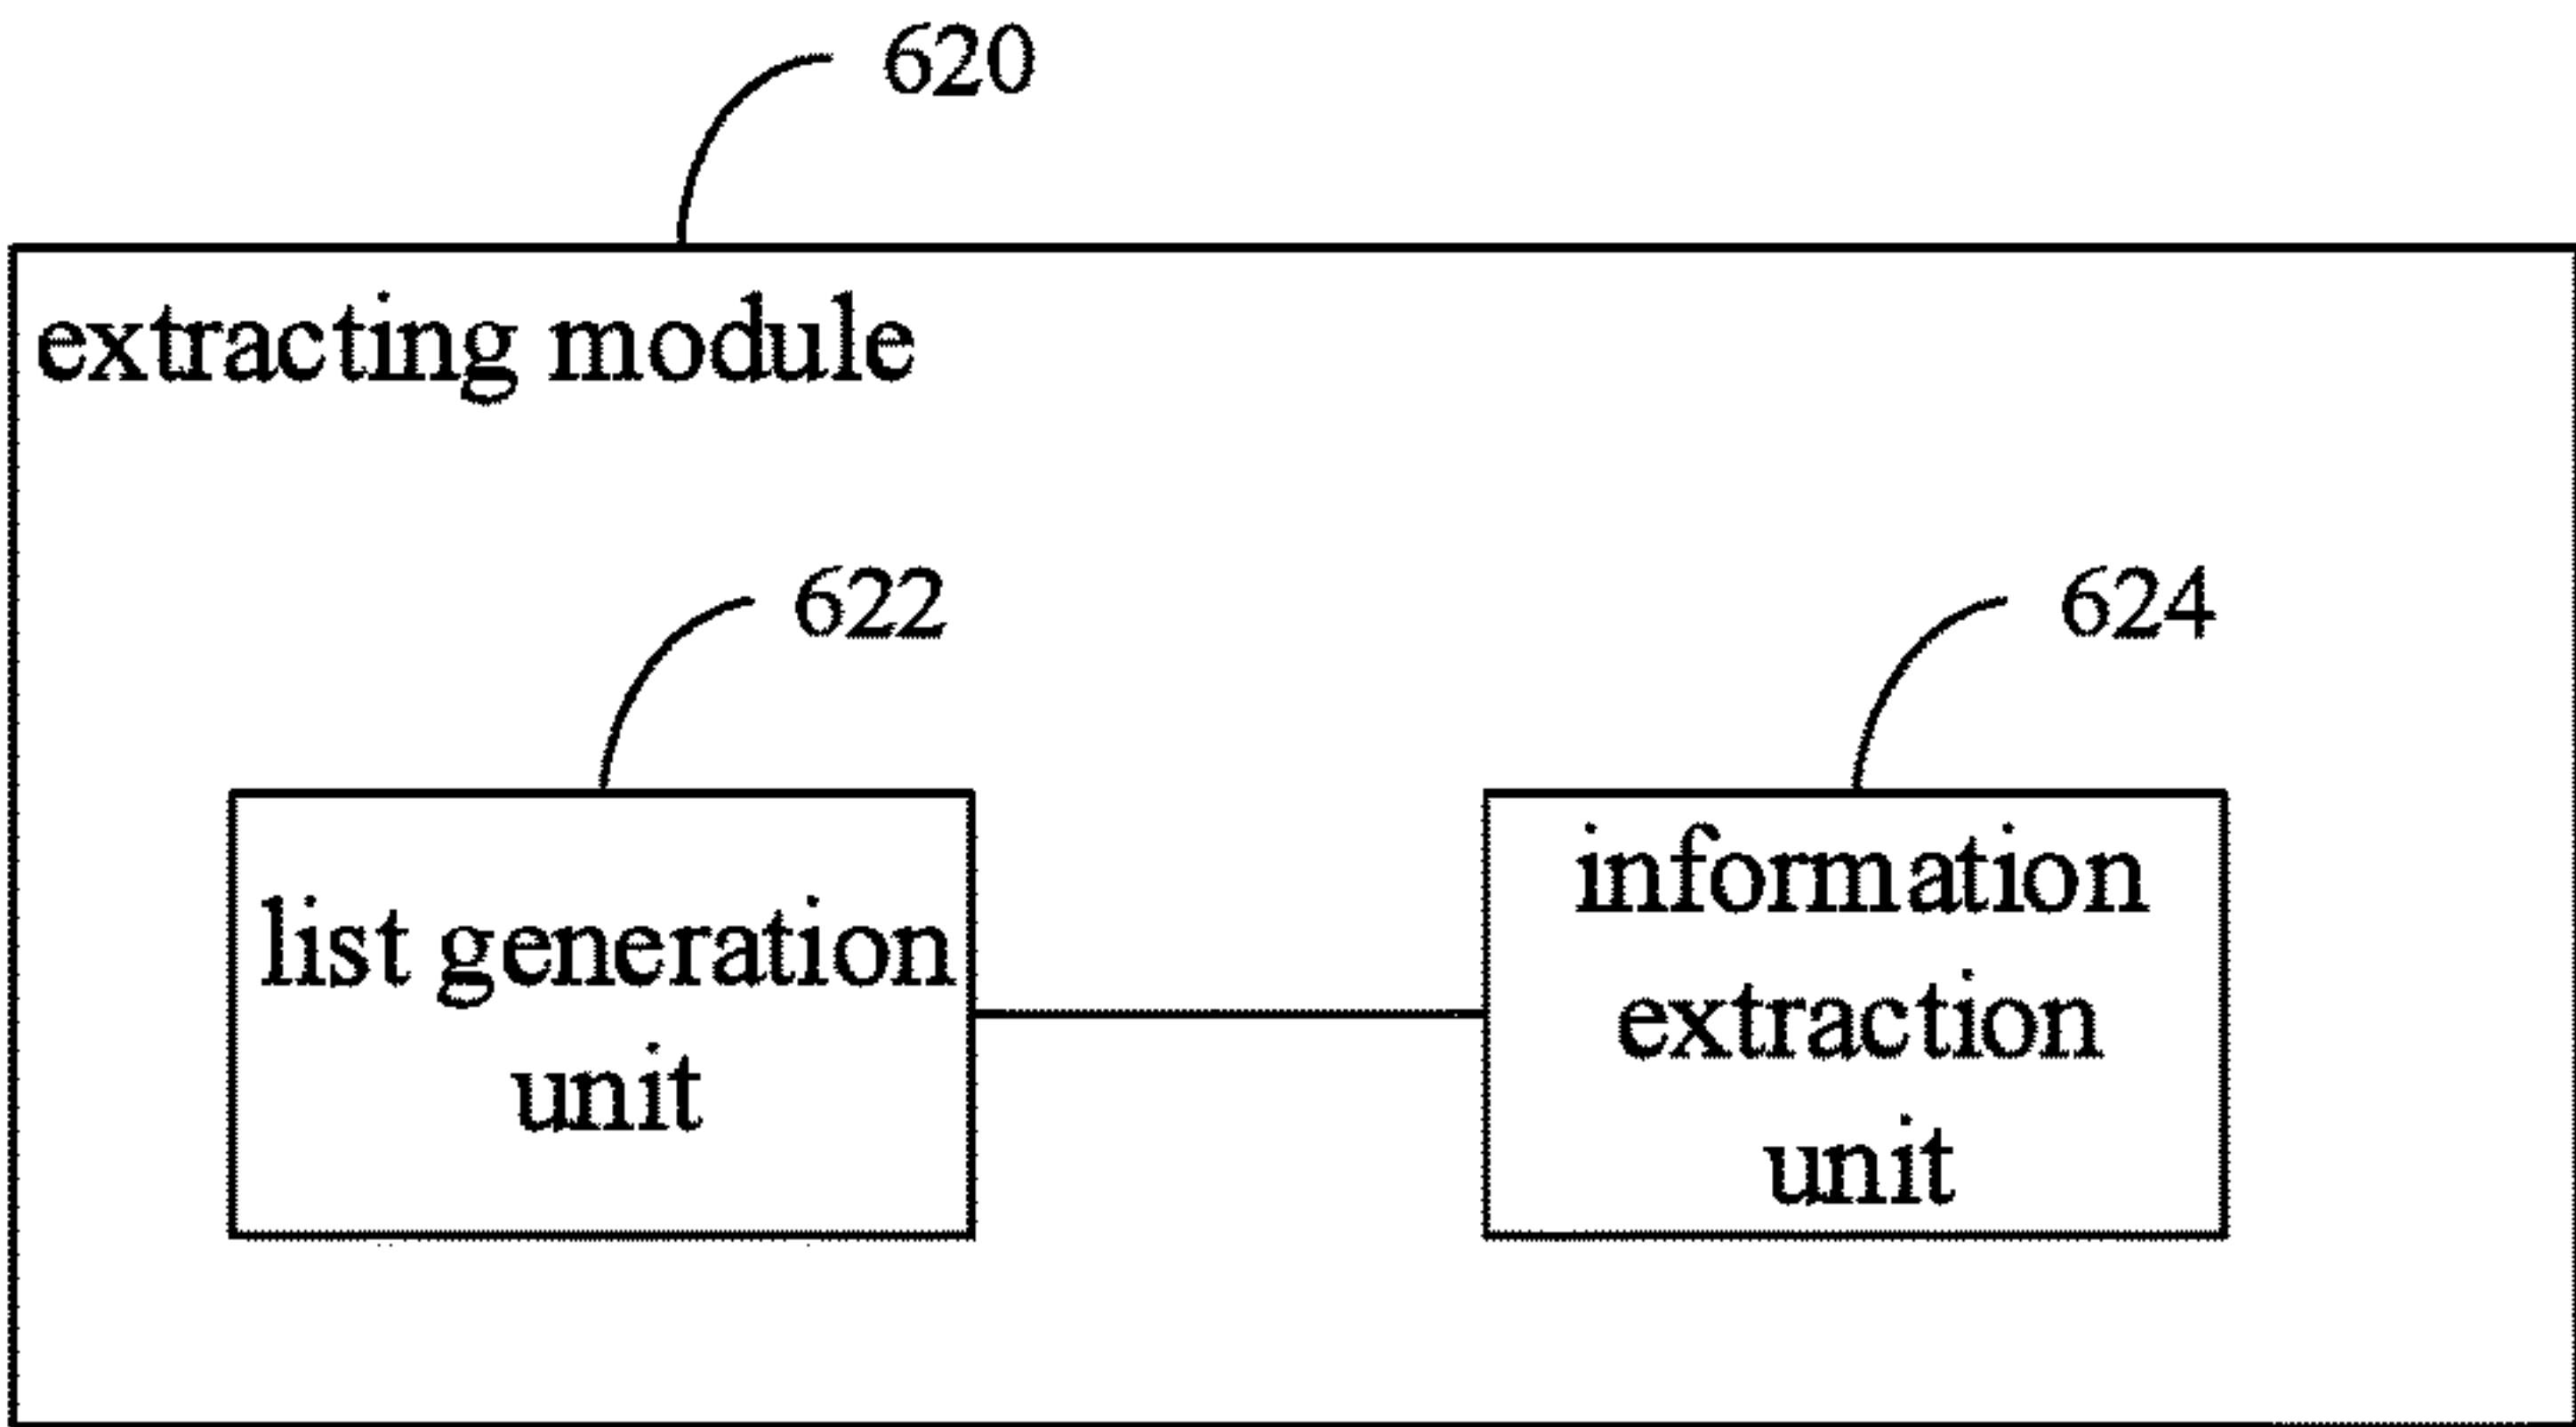 620
extracting module
622
624
list generation
unit
information
extraction
unit